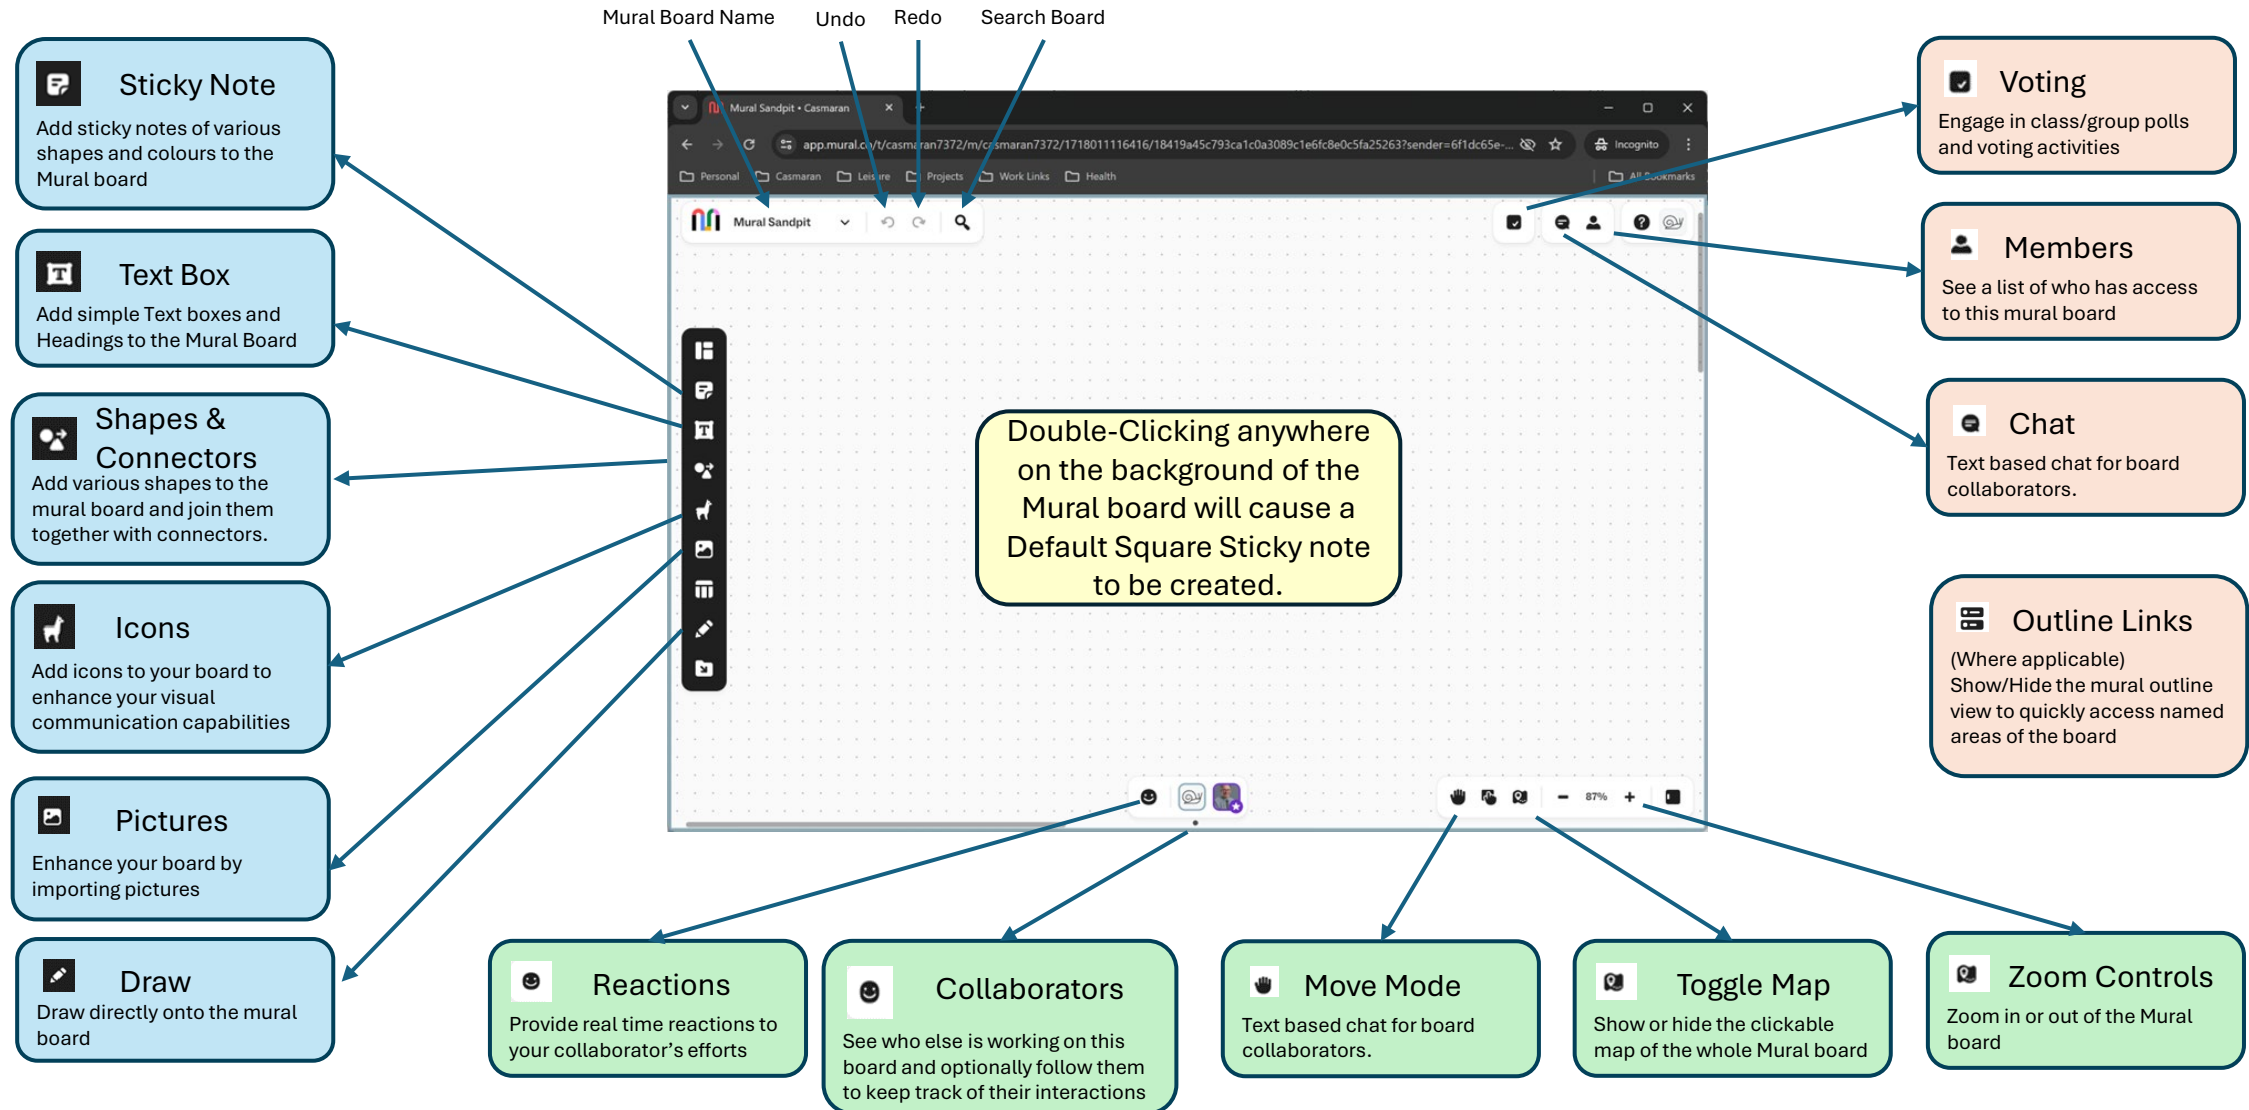 Mural Board Name
Undo
Redo
Search Board
Sticky Note
Add sticky notes of various
shapes and colours to the
Mural board
Text Box
Add simple Text boxes and
Headings to the Mural Board
Shapes &
Connectors
Add various shapes to the
mural board and join them
together with connectors.
Icons
Add icons to your board to
enhance your visual
communication capabilities
Pictures
Enhance your board by
importing pictures
Draw
Draw directly onto the mural
board
Mural Sandpit • Casmaran
app.mural.co/t/casmaran7372/m/casmaran7372/1718011116416/18419a45c793ca1c0a3089c1e6fc8e0c5fa25263?sender=6f1dc65e-...
Incognito
Personal
Casmaran
Leisure
Projects
Work Links
Health
All Bookmarks
Mural Sandpit
Double-Clicking anywhere
on the background of the
Mural board will cause a
Default Square Sticky note
to be created.
87%
Voting
Engage in class/group polls
and voting activities
Members
See a list of who has access
to this mural board
Chat
Text based chat for board
collaborators.
Outline Links
(Where applicable)
Show/Hide the mural outline
view to quickly access named
areas of the board
Reactions
Provide real time reactions to
your collaborator’s efforts
Collaborators
See who else is working on this
board and optionally follow them
to keep track of their interactions
Move Mode
Text based chat for board
collaborators.
Toggle Map
Show or hide the clickable
map of the whole Mural board
Zoom Controls
Zoom in or out of the Mural
board